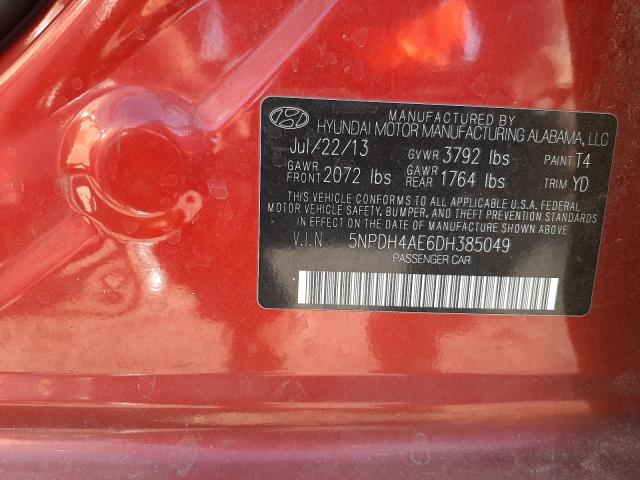 MANUFACTURED BY
HYUNDAI MOTOR MANUFACTURING ALABAMA, LLC
Jul/22/13 GVWR 3792 lbs PAINT T4
GAWR FRONT 2072 lbs GAWR REAR 1764 lbs TRIM YD
THIS VEHICLE CONFORMS TO ALL APPLICABLE U.S.A. FEDERAL
MOTOR VEHICLE SAFETY, BUMPER, AND THEFT PREVENTION STANDARDS
IN EFFECT ON THE DATE OF MANUFACTURE SHOWN ABOVE.
V.I.N 5NPDH4AE6DH385049
PASSENGER CAR